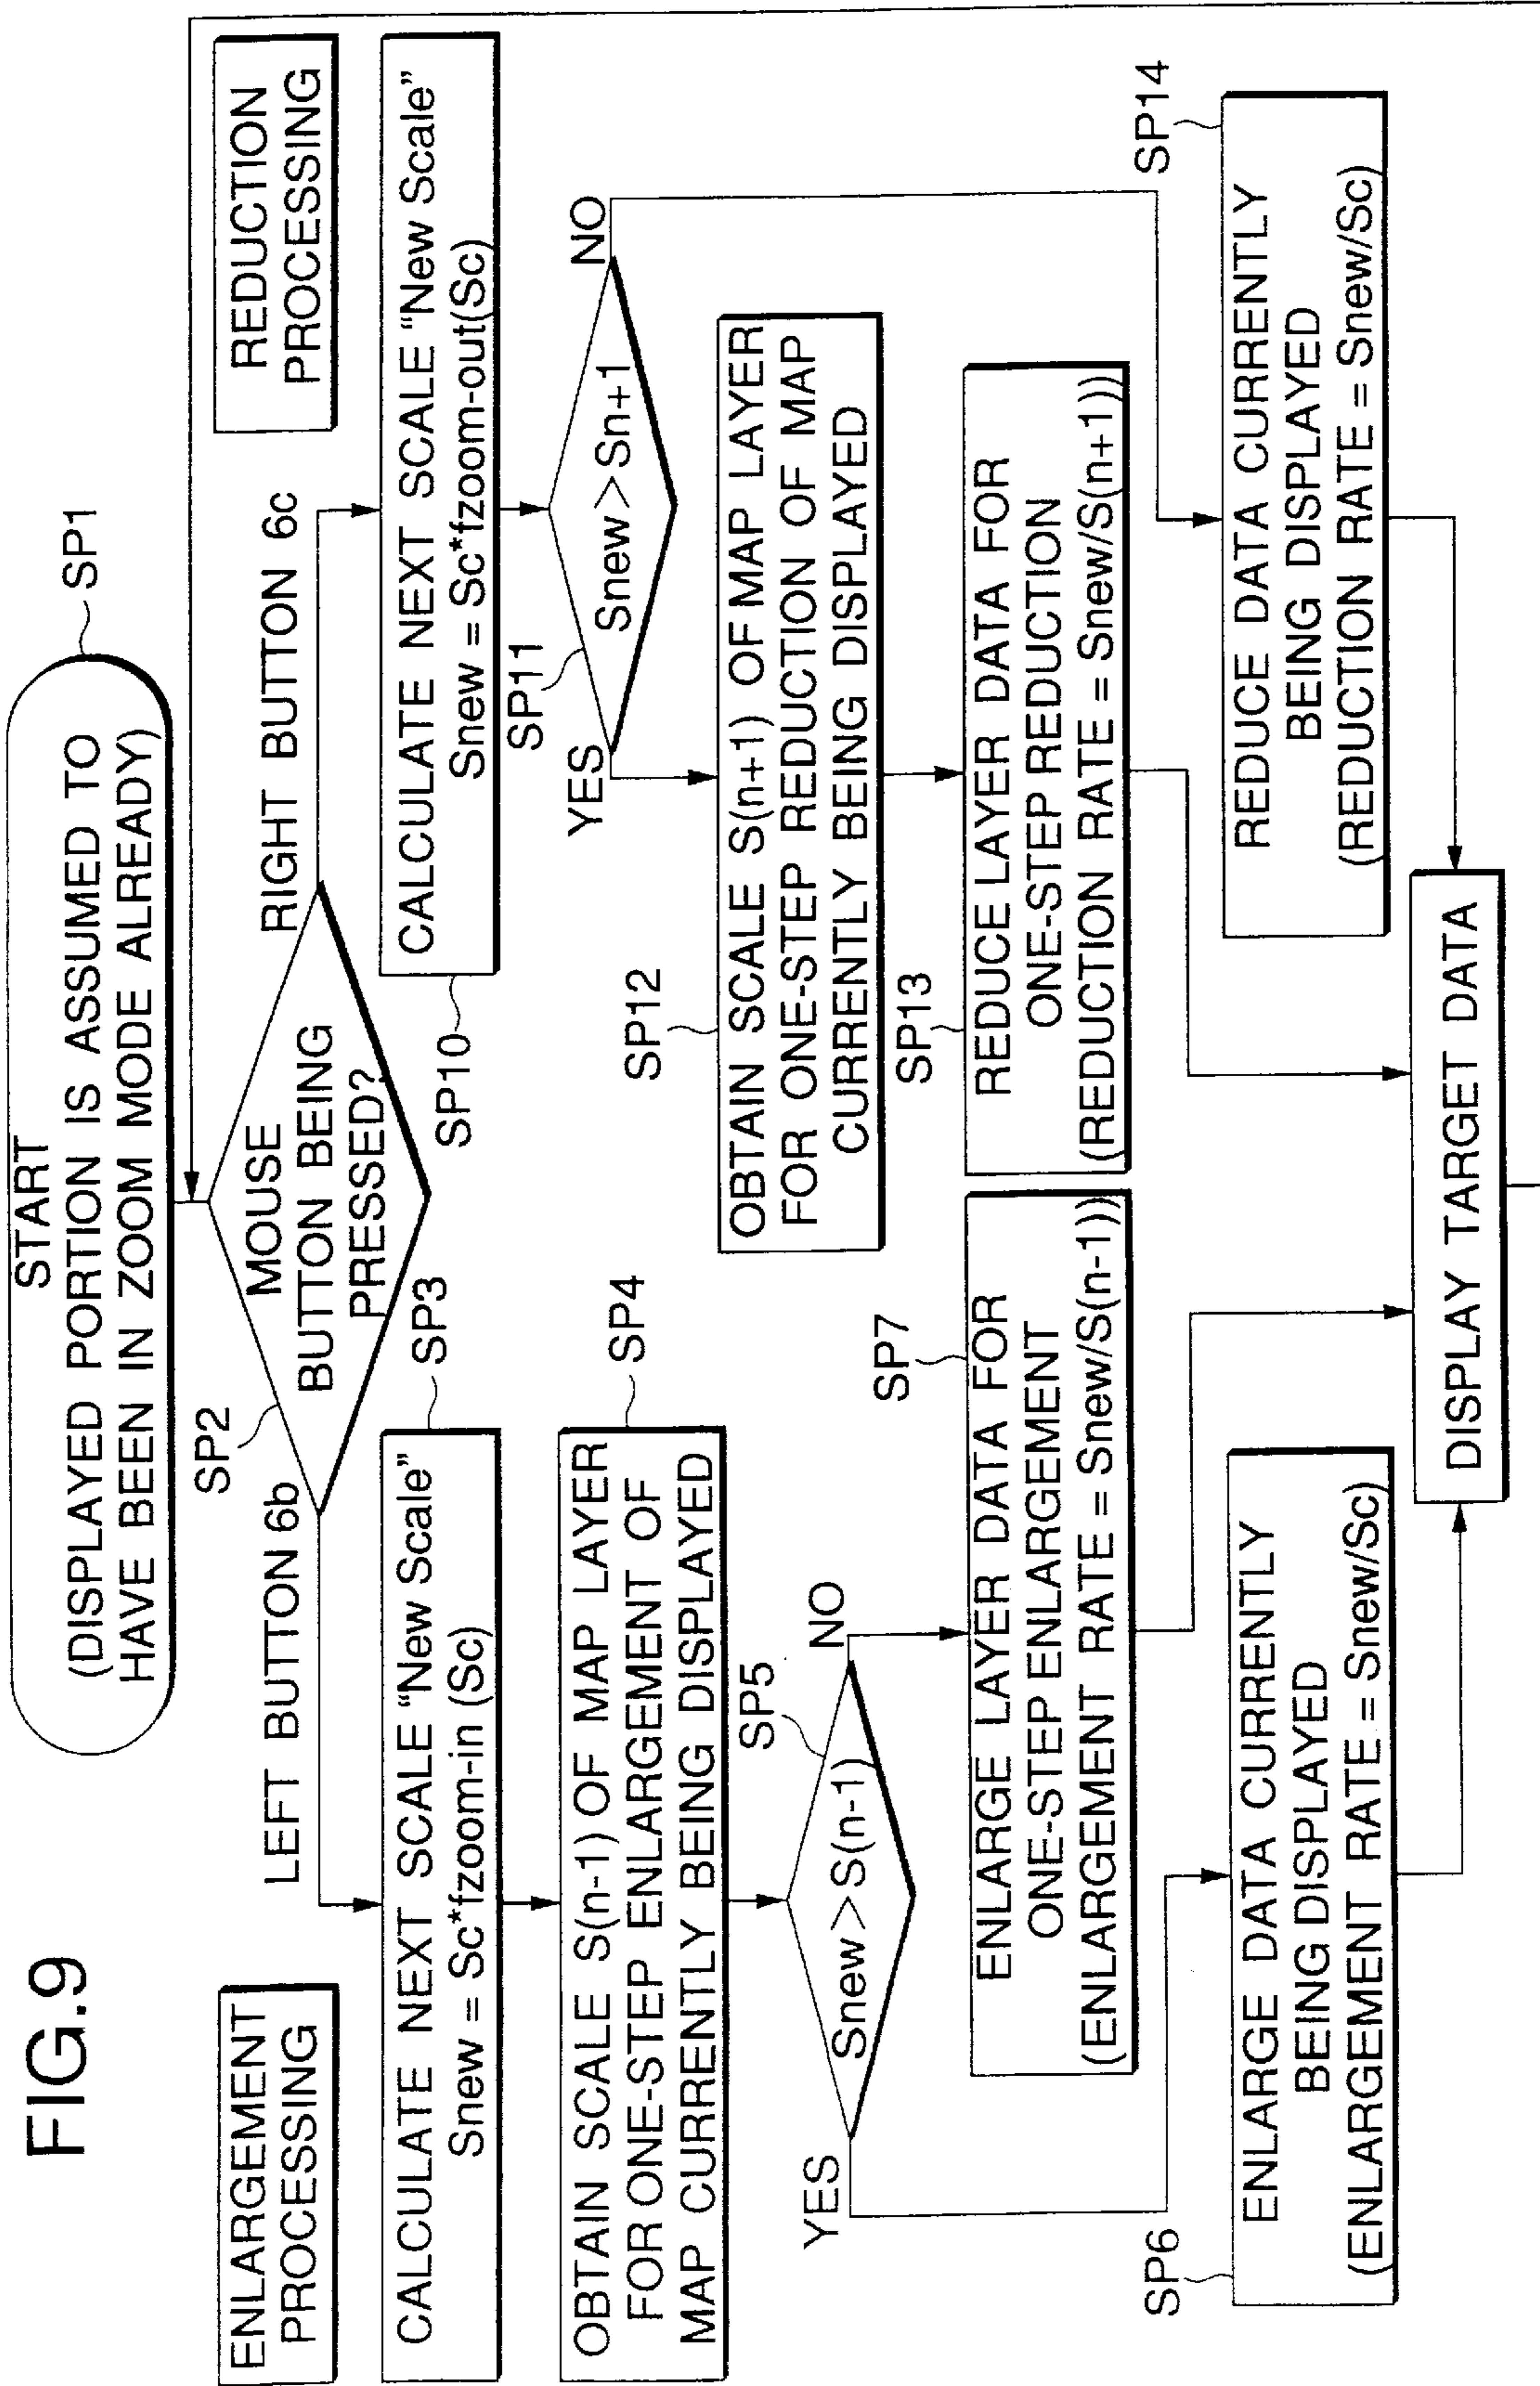 FIG.9
START
(DISPLAYED PORTION IS ASSUMED TO
HAVE BEEN IN ZOOM MODE ALREADY)
SP1
ENLARGEMENT
PROCESSING
REDUCTION
PROCESSING
SP2
MOUSE
BUTTON BEING
PRESSED?
LEFT BUTTON 6b
RIGHT BUTTON 6c
SP3
CALCULATE NEXT SCALE “New Scale”
Snew = Sc*fzoom-in (Sc)
SP4
OBTAIN SCALE S(n-1) OF MAP LAYER
FOR ONE-STEP ENLARGEMENT OF
MAP CURRENTLY BEING DISPLAYED
SP5
Snew > S(n-1)
YES
NO
SP7
ENLARGE LAYER DATA FOR
ONE-STEP ENLARGEMENT
(ENLARGEMENT RATE = Snew/S(n-1))
SP6
ENLARGE DATA CURRENTLY
BEING DISPLAYED
(ENLARGEMENT RATE = Snew/Sc)
SP10
CALCULATE NEXT SCALE “New Scale”
Snew = Sc*fzoom-out(Sc)
SP11
Snew > Sn+1
YES
NO
SP12
OBTAIN SCALE S(n+1) OF MAP LAYER
FOR ONE-STEP REDUCTION OF MAP
CURRENTLY BEING DISPLAYED
SP13
REDUCE LAYER DATA FOR
ONE-STEP REDUCTION
(REDUCTION RATE = Snew/S(n+1))
SP14
REDUCE DATA CURRENTLY
BEING DISPLAYED
(REDUCTION RATE = Snew/Sc)
DISPLAY TARGET DATA